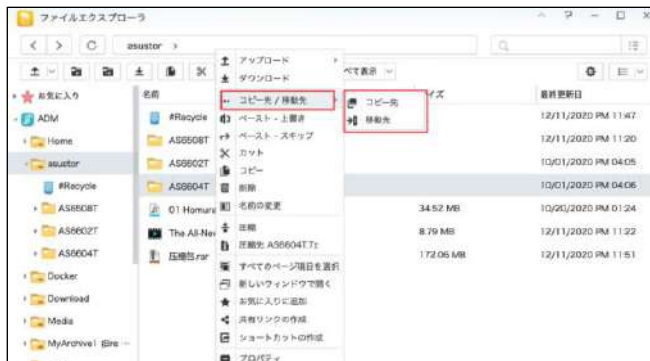 ファイルエクスプローラ
asustor
アップロード
ダウンロード
コピー先 / 移動先
ペースト - 上書き
ペースト - スキップ
カット
コピー
削除
名前の変更
圧縮
圧縮先 AS6604T.7z
すべてのページ項目を選択
新しいウィンドウで開く
お気に入りに追加
共有リンクの作成
ショートカットの作成
プロパティ
コピー先
移動先
べて表示
お気に入り
ADM
Home
asustor
#Recycle
AS6508T
AS6602T
AS6604T
Docker
Download
Media
MyArchive1
名前
イズ
最終更新日
#Recycle
12/11/2020 PM 11:47
AS6508T
12/11/2020 PM 11:20
AS6602T
10/01/2020 PM 04:05
AS6604T
10/01/2020 PM 04:06
01 Homura
34.52 MB
10/20/2020 PM 01:24
The All-Ne
8.79 MB
12/11/2020 PM 11:22
圧縮包.rar
172.06 MB
12/11/2020 PM 11:51